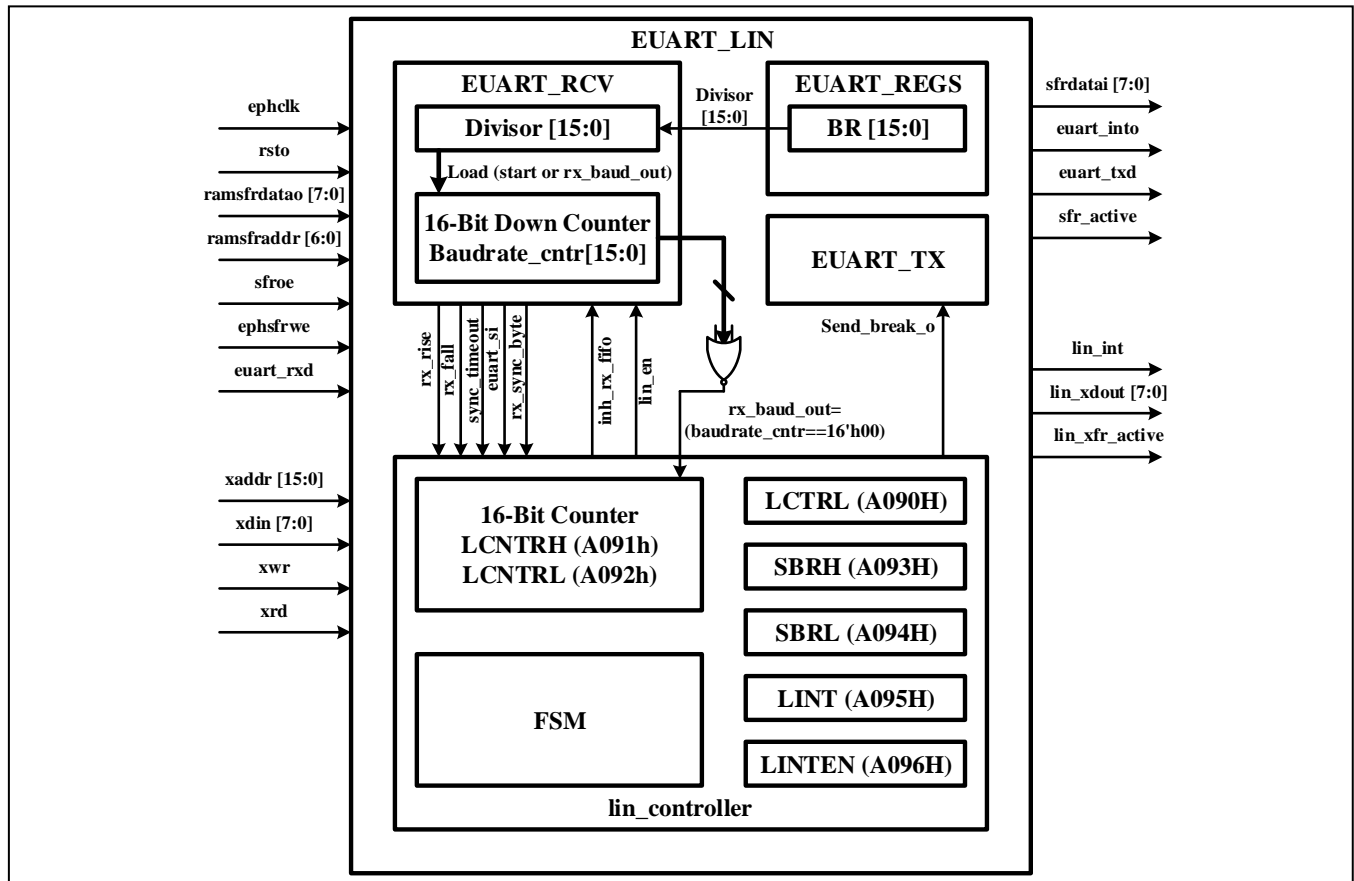 EUART_LIN
ephclk
rsto
ramsfrdatao [7:0]
ramsfraddr [6:0]
sfroe
ephsfrwe
euart_rxd
xaddr [15:0]
xdin [7:0]
xwr
xrd
EUART_RCV
Divisor [15:0]
Load (start or rx_baud_out)
16-Bit Down Counter
Baudrate_cntr[15:0]
Divisor
[15:0]
EUART_REGS
BR [15:0]
EUART_TX
Send_break_o
rx_rise
rx_fall
sync_timeout
euart_si
rx_sync_byte
inh_rx_fifo
lin_en
rx_baud_out=
(baudrate_cntr==16'h00)
16-Bit Counter
LCNTRH (A091h)
LCNTRL (A092h)
FSM
LCTRL (A090H)
SBRH (A093H)
SBRL (A094H)
LINT (A095H)
LINTEN (A096H)
lin_controller
sfrdatai [7:0]
euart_into
euart_txd
sfr_active
lin_int
lin_xdout [7:0]
lin_xfr_active